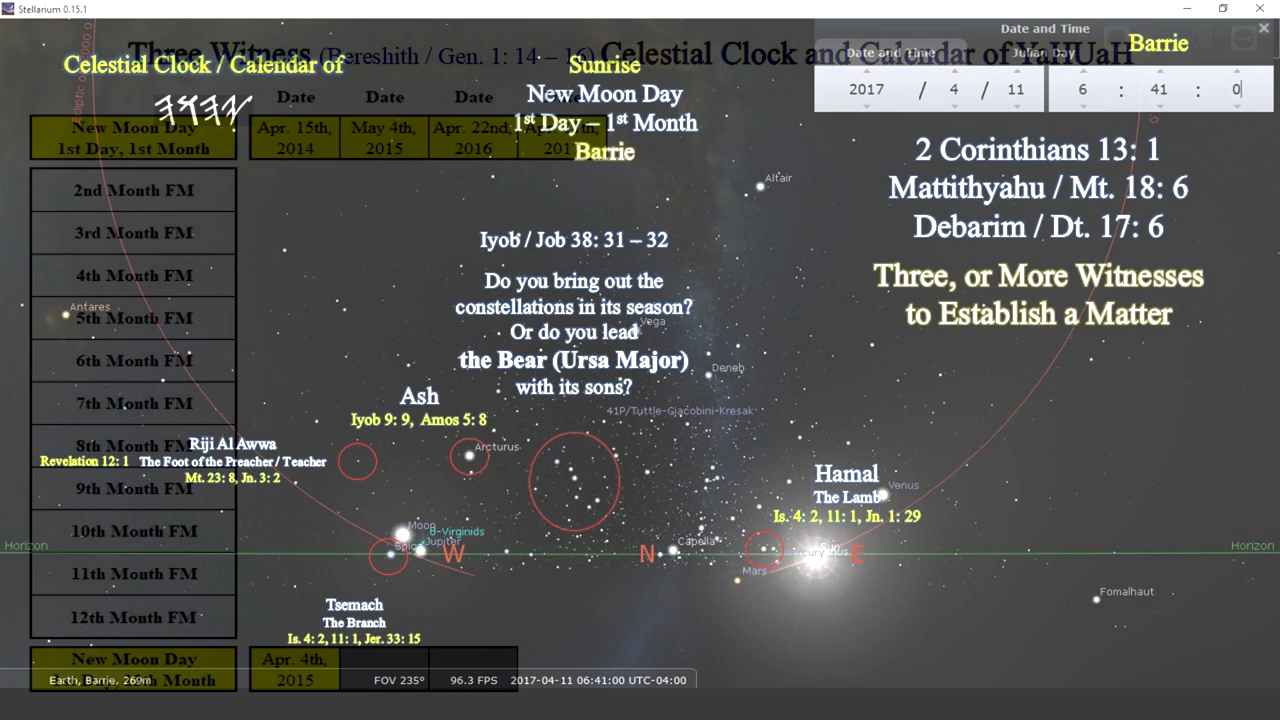 Stellarium 0.15.1
Three Witness (Bereshith / Gen. 1: 14 – 16) Celestial Clock and Calendar of YaHUaH
Date and Time
Date and Time
Julian Day
2017 / 4 / 11
6 : 41 : 0
Barrie
Celestial Clock / Calendar of
𐤉𐤄𐤅𐤄
Sunrise
New Moon Day
1st Day – 1st Month
Barrie
Date
Date
Date
New Moon Day
1st Day, 1st Month
Apr. 15th,
2014
May 4th,
2015
Apr. 22nd,
2016
2nd Month FM
3rd Month FM
4th Month FM
5th Month FM
6th Month FM
7th Month FM
8th Month FM
9th Month FM
10th Month FM
11th Month FM
12th Month FM
2 Corinthians 13: 1
Mattithyahu / Mt. 18: 6
Debarim / Dt. 17: 6
Three, or More Witnesses
to Establish a Matter
Altair
Iyob / Job 38: 31 – 32
Do you bring out the
constellations in its season?
Or do you lead
the Bear (Ursa Major)
with its sons?
Vega
Deneb
41P/Tuttle-Giacobini-Kresak
Antares
Ash
Iyob 9: 9, Amos 5: 8
Arcturus
Riji Al Awwa
Revelation 12: 1 The Foot of the Preacher / Teacher
Mt. 23: 8, Jn. 3: 2
Hamal
The Lamb
Is. 4: 2, 11: 1, Jn. 1: 29
Venus
Moon
θ-Virginids
Spica
Jupiter
Horizon
W
N
Capella
E
Horizon
Mars
Sun
Fomalhaut
Tsemach
The Branch
Is. 4: 2, 11: 1, Jer. 33: 15
New Moon Day
Apr. 4th,
2015
Earth, Barrie, 269m
FOV 235°
96.3 FPS
2017-04-11 06:41:00 UTC-04:00